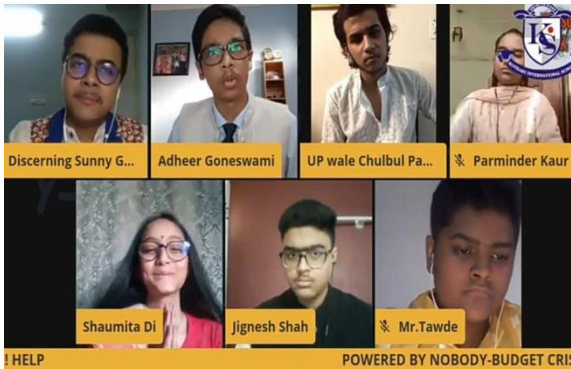 KS
Discerning Sunny G...
Adheer Goneswami
UP wale Chulbul Pa...
Parminder Kaur
Shaumita Di
Jignesh Shah
Mr.Tawde
! HELP
POWERED BY NOBODY-BUDGET CRIS